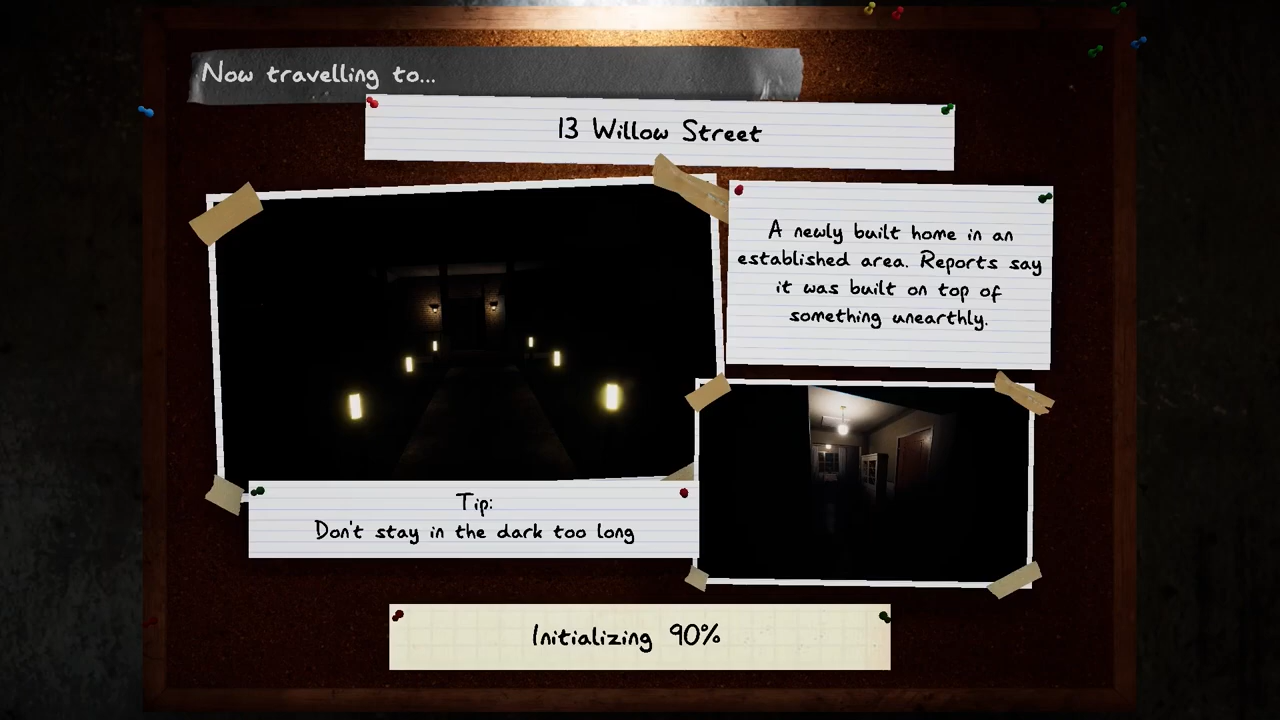 Now travelling to...
13 Willow Street
A newly built home in an
established area. Reports say
it was built on top of
something unearthly.
Tip:
Don't stay in the dark too long
Initializing 90%